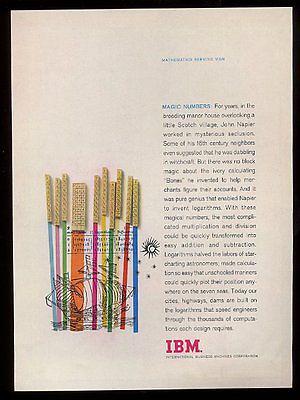 MATHEMATICS SERVING MAN
MAGIC NUMBERS: For years, in the
brooding manor house overlooking a
little Scotch village, John Napier
worked in mysterious seclusion.
Some of his 16th century neighbors
even suggested that he was dabbling
in witchcraft. But there was no black
magic about the ivory calculating
"Bones" he invented to help mer-
chants figure their accounts. And it
was pure genius that enabled Napier
to invent logarithms. With these
magical numbers, the most compli-
cated multiplication and division
could be quickly transformed into
easy addition and subtraction.
Logarithms halved the labors of star-
charting astronomers; made calcula-
tion so easy that unschooled mariners
could quickly plot their position any-
where on the seven seas. Today our
cities, highways, dams are built on
the logarithms that speed engineers
through the thousands of computa-
tions each design requires.
IBM.
INTERNATIONAL BUSINESS MACHINES CORPORATION